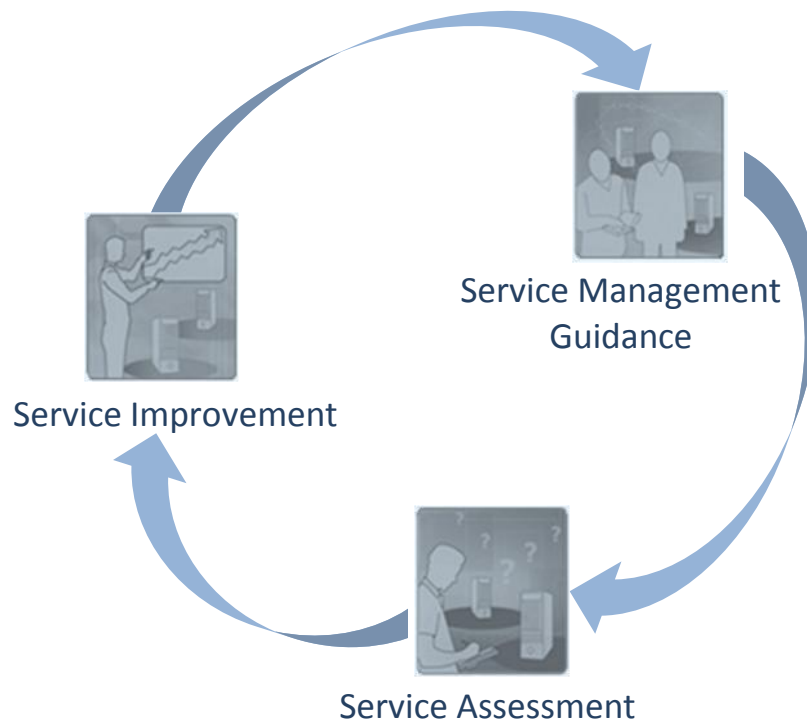 Service Management
Guidance
Service Improvement
? ? ? ?
Service Assessment